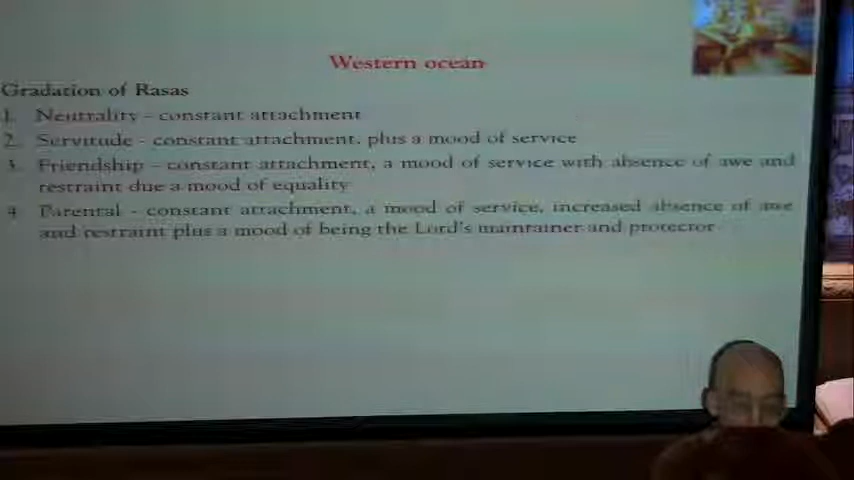 Western ocean
Gradation of Rasas
1. Neutrality - constant attachment
2. Servitude - constant attachment, plus a mood of service
3. Friendship - constant attachment, a mood of service with absence of awe and
restraint due a mood of equality
4. Parental - constant attachment, a mood of service, increased absence of awe
and restraint plus a mood of being the Lord's maintainer and protector